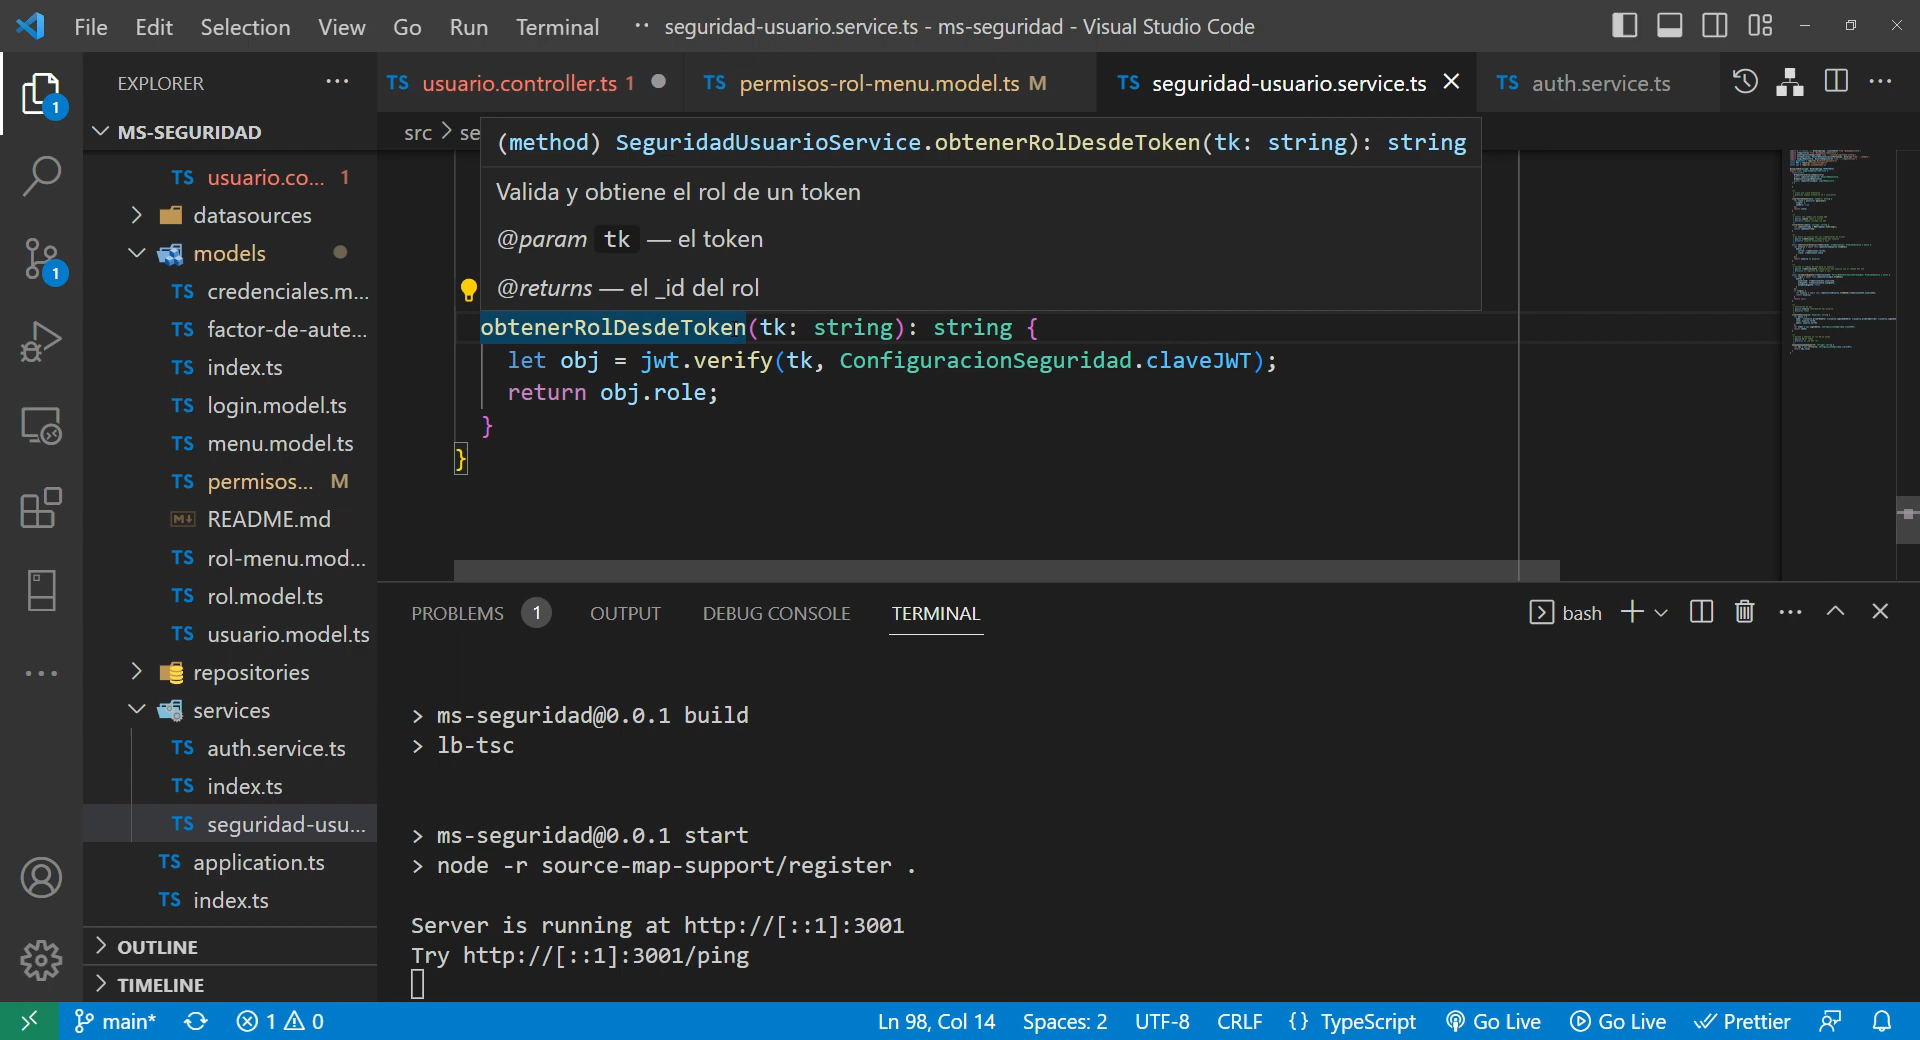 File Edit Selection View Go Run Terminal ·· seguridad-usuario.service.ts - ms-seguridad - Visual Studio Code
EXPLORER ···
TS usuario.controller.ts 1
TS permisos-rol-menu.model.ts M
TS seguridad-usuario.service.ts
TS auth.service.ts ···
MS-SEGURIDAD
TS usuario.co... 1
datasources
models
TS credenciales.m...
TS factor-de-aute...
TS index.ts
TS login.model.ts
TS menu.model.ts
TS permisos... M
M README.md
TS rol-menu.mod...
TS rol.model.ts
TS usuario.model.ts
repositories
services
TS auth.service.ts
TS index.ts
TS seguridad-usu...
TS application.ts
TS index.ts
OUTLINE
TIMELINE
1
1
src > se
(method) SeguridadUsuarioService.obtenerRolDesdeToken(tk: string): string
Valida y obtiene el rol de un token
@param tk — el token
@returns — el _id del rol
obtenerRolDesdeToken(tk: string): string {
let obj = jwt.verify(tk, ConfiguracionSeguridad.claveJWT);
return obj.role;
}
}
PROBLEMS 1 OUTPUT DEBUG CONSOLE TERMINAL bash ···
> ms-seguridad@0.0.1 build
> lb-tsc
> ms-seguridad@0.0.1 start
> node -r source-map-support/register .
Server is running at http://[::1]:3001
Try http://[::1]:3001/ping
main* 1 0 Ln 98, Col 14 Spaces: 2 UTF-8 CRLF {} TypeScript Go Live Go Live Prettier